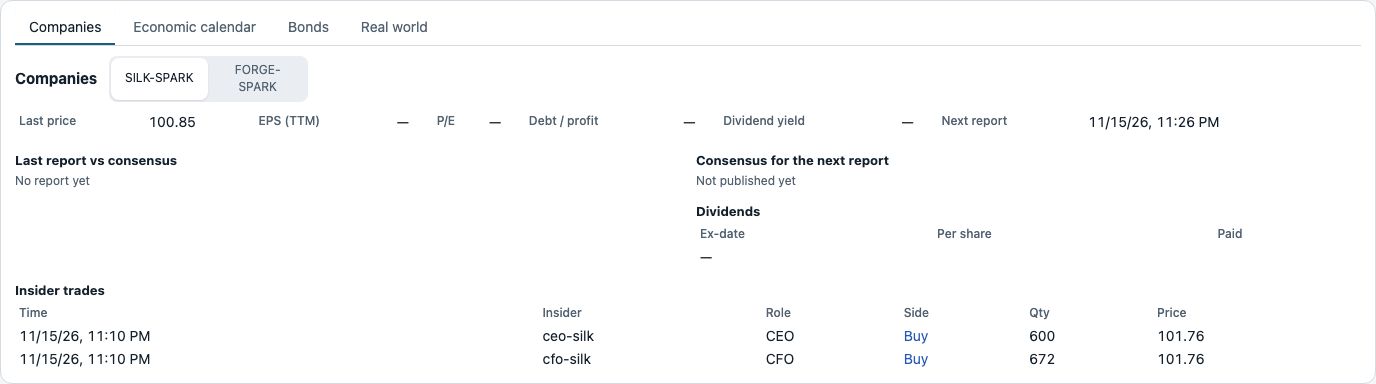 Companies Economic calendar Bonds Real world
Companies SILK-SPARK FORGE-
SPARK
Last price 100.85 EPS (TTM) — P/E — Debt / profit — Dividend yield — Next report 11/15/26, 11:26 PM
Last report vs consensus
No report yet
Consensus for the next report
Not published yet
Dividends
Ex-date Per share Paid
—
Insider trades
Time Insider Role Side Qty Price
11/15/26, 11:10 PM ceo-silk CEO Buy 600 101.76
11/15/26, 11:10 PM cfo-silk CFO Buy 672 101.76